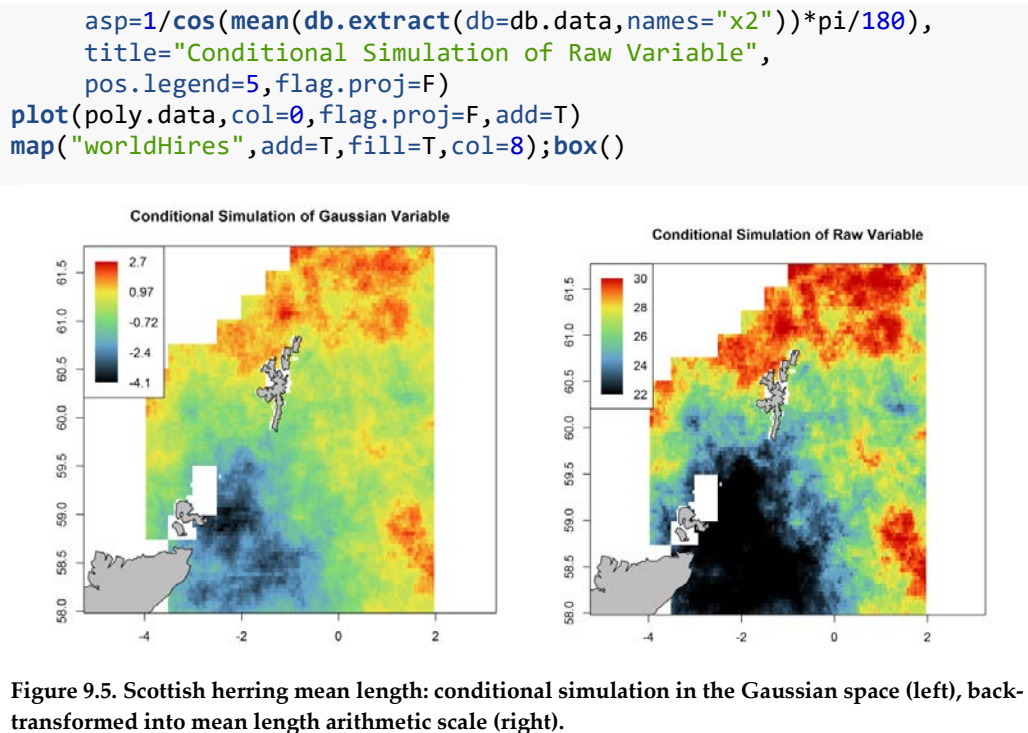 asp=1/cos(mean(db.extract(db=db.data,names="x2"))*pi/180),
title="Conditional Simulation of Raw Variable",
pos.legend=5,flag.proj=F)
plot(poly.data,col=0,flag.proj=F,add=T)
map("worldHires",add=T,fill=T,col=8);box()
Conditional Simulation of Gaussian Variable
2.7
0.97
-0.72
-2.4
-4.1
61.5
61.0
60.5
60.0
59.5
59.0
58.5
58.0
-4 -2 0 2
Conditional Simulation of Raw Variable
30
28
26
24
22
61.5
61.0
60.5
60.0
59.5
59.0
58.5
58.0
-4 -2 0 2
Figure 9.5. Scottish herring mean length: conditional simulation in the Gaussian space (left), back-
transformed into mean length arithmetic scale (right).